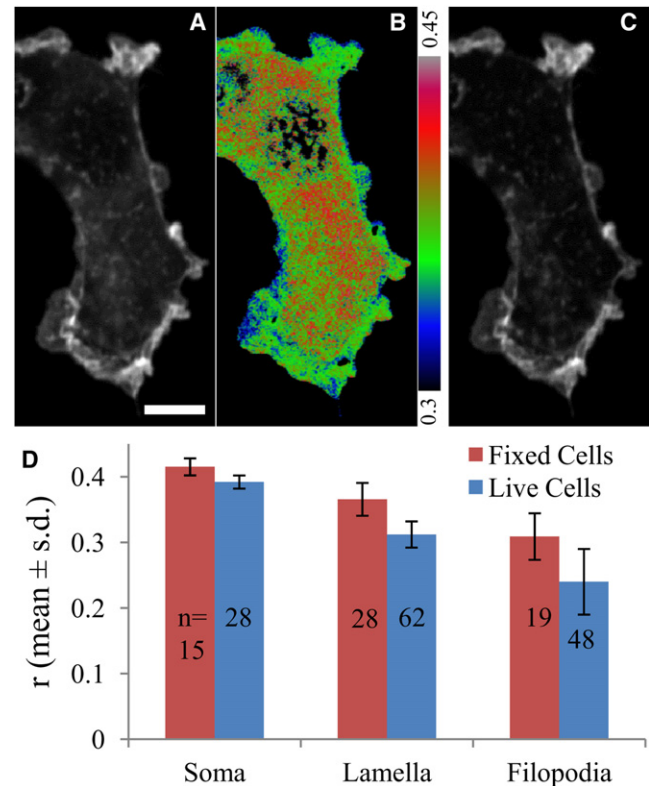 A
B
C
0.45
0.3
D
Fixed Cells
Live Cells
r (mean ± s.d.)
0.4
0.3
0.2
0.1
0
n=
15
28
28
62
19
48
Soma
Lamella
Filopodia